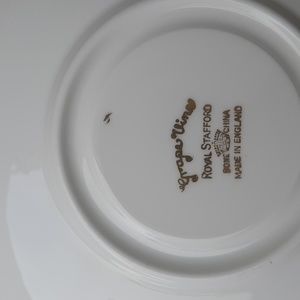 Grape Vine
ROYAL STAFFORD
BONE CHINA
MADE IN ENGLAND